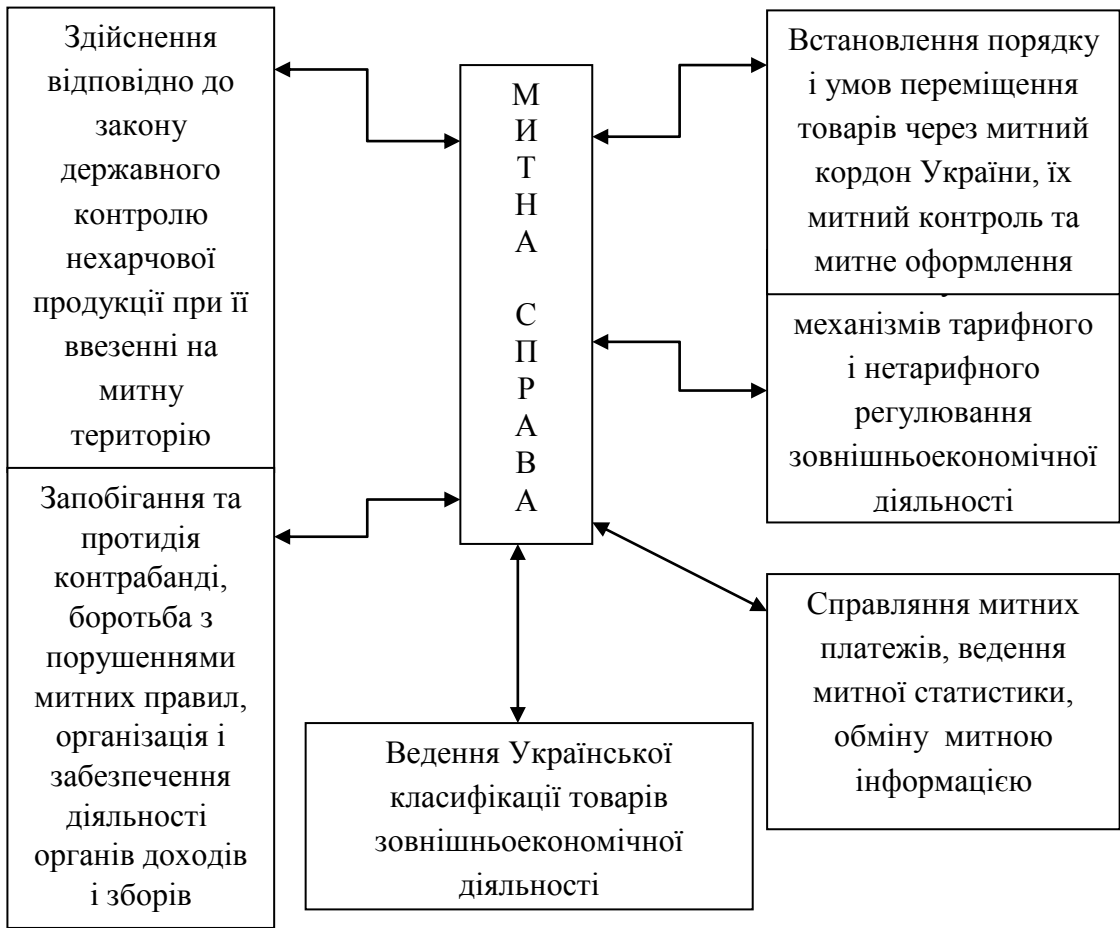 Здійснення
відповідно до
закону
державного
контролю
нехарчової
продукції при її
ввезенні на
митну
територію
Запобігання та
протидія
контрабанді,
боротьба з
порушеннями
митних правил,
організація і
забезпечення
діяльності
органів доходів
і зборів
М
И
Т
Н
А
С
П
Р
А
В
А
Ведення Української
класифікації товарів
зовнішньоекономічної
діяльності
Встановлення порядку
і умов переміщення
товарів через митний
кордон України, їх
митний контроль та
митне оформлення
механізмів тарифного
і нетарифного
регулювання
зовнішньоекономічної
діяльності
Справляння митних
платежів, ведення
митної статистики,
обміну митною
інформацією